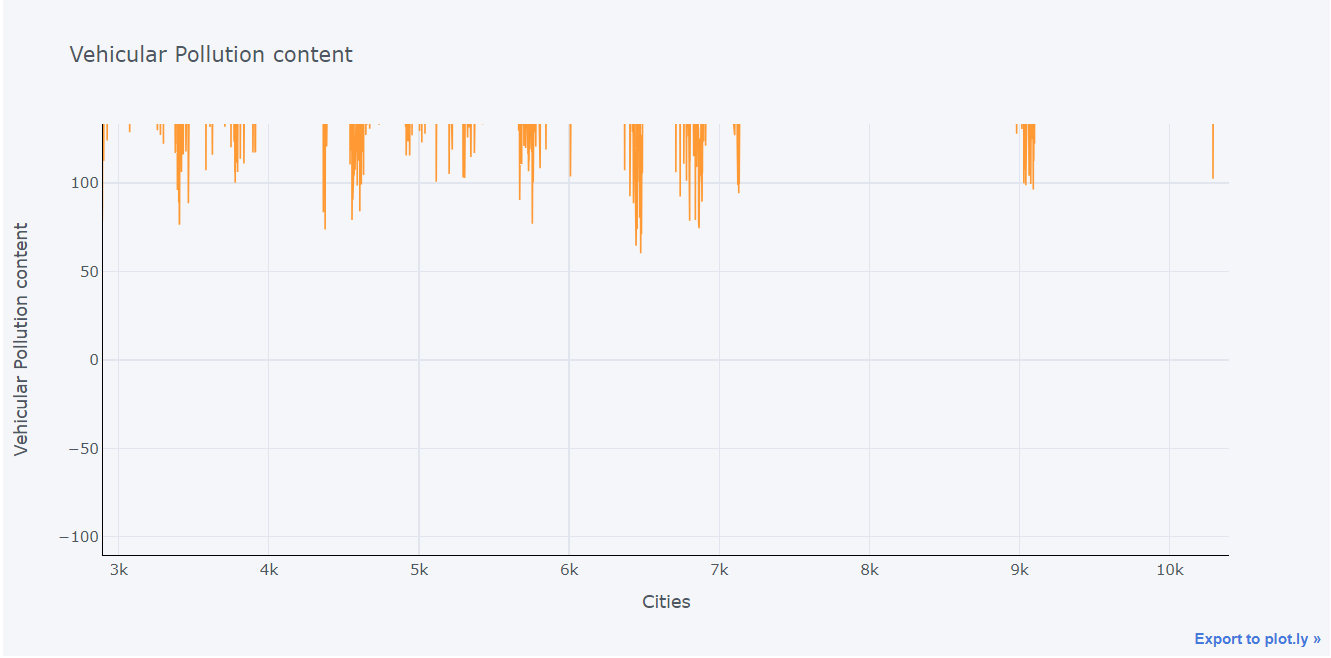 Vehicular Pollution content
Vehicular Pollution content
100
50
0
−50
−100
3k
4k
5k
6k
7k
8k
9k
10k
Cities
Export to plot.ly »